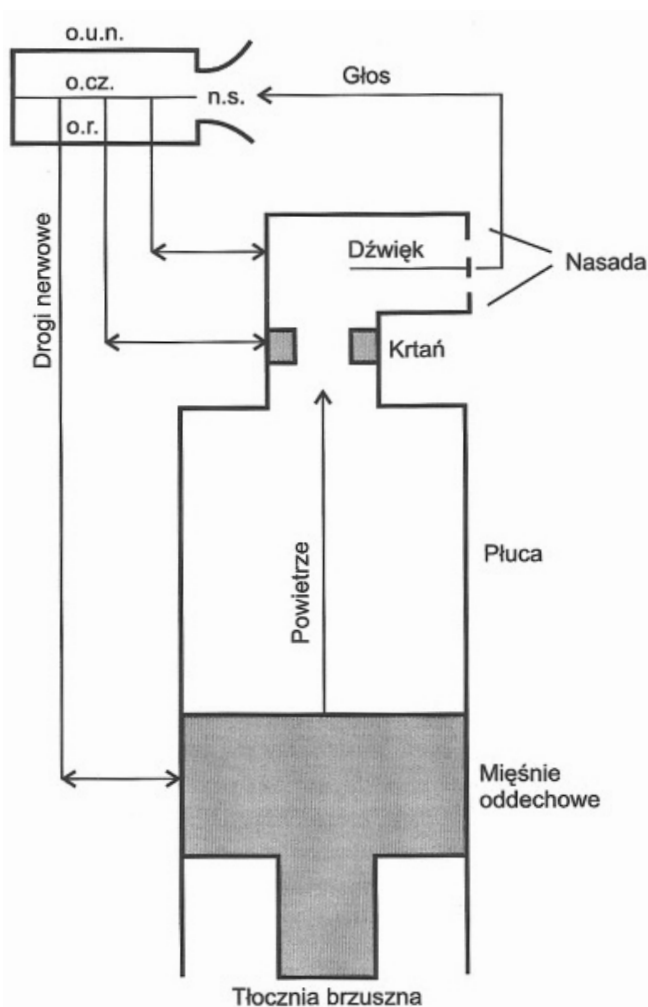 o.u.n.
o.cz.
n.s.
o.r.
Głos
Drogi nerwowe
Dźwięk
Nasada
Krtań
Powietrze
Płuca
Mięśnie
oddechowe
Tłocznia brzuszna